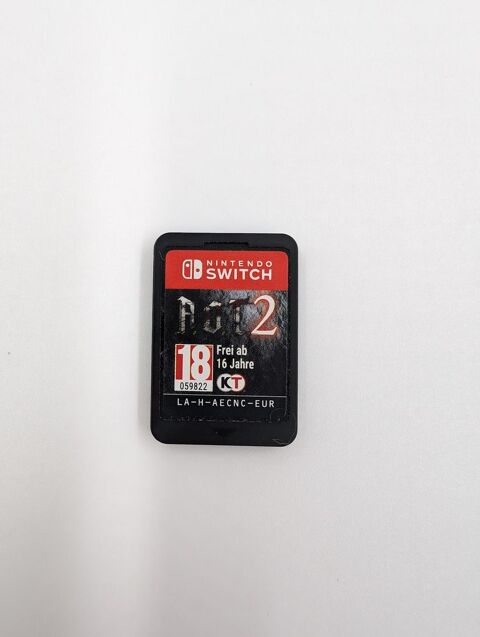 NINTENDO
SWITCH
AoT2
18
Frei ab
16 Jahre
059822
KT
LA-H-AECNC-EUR